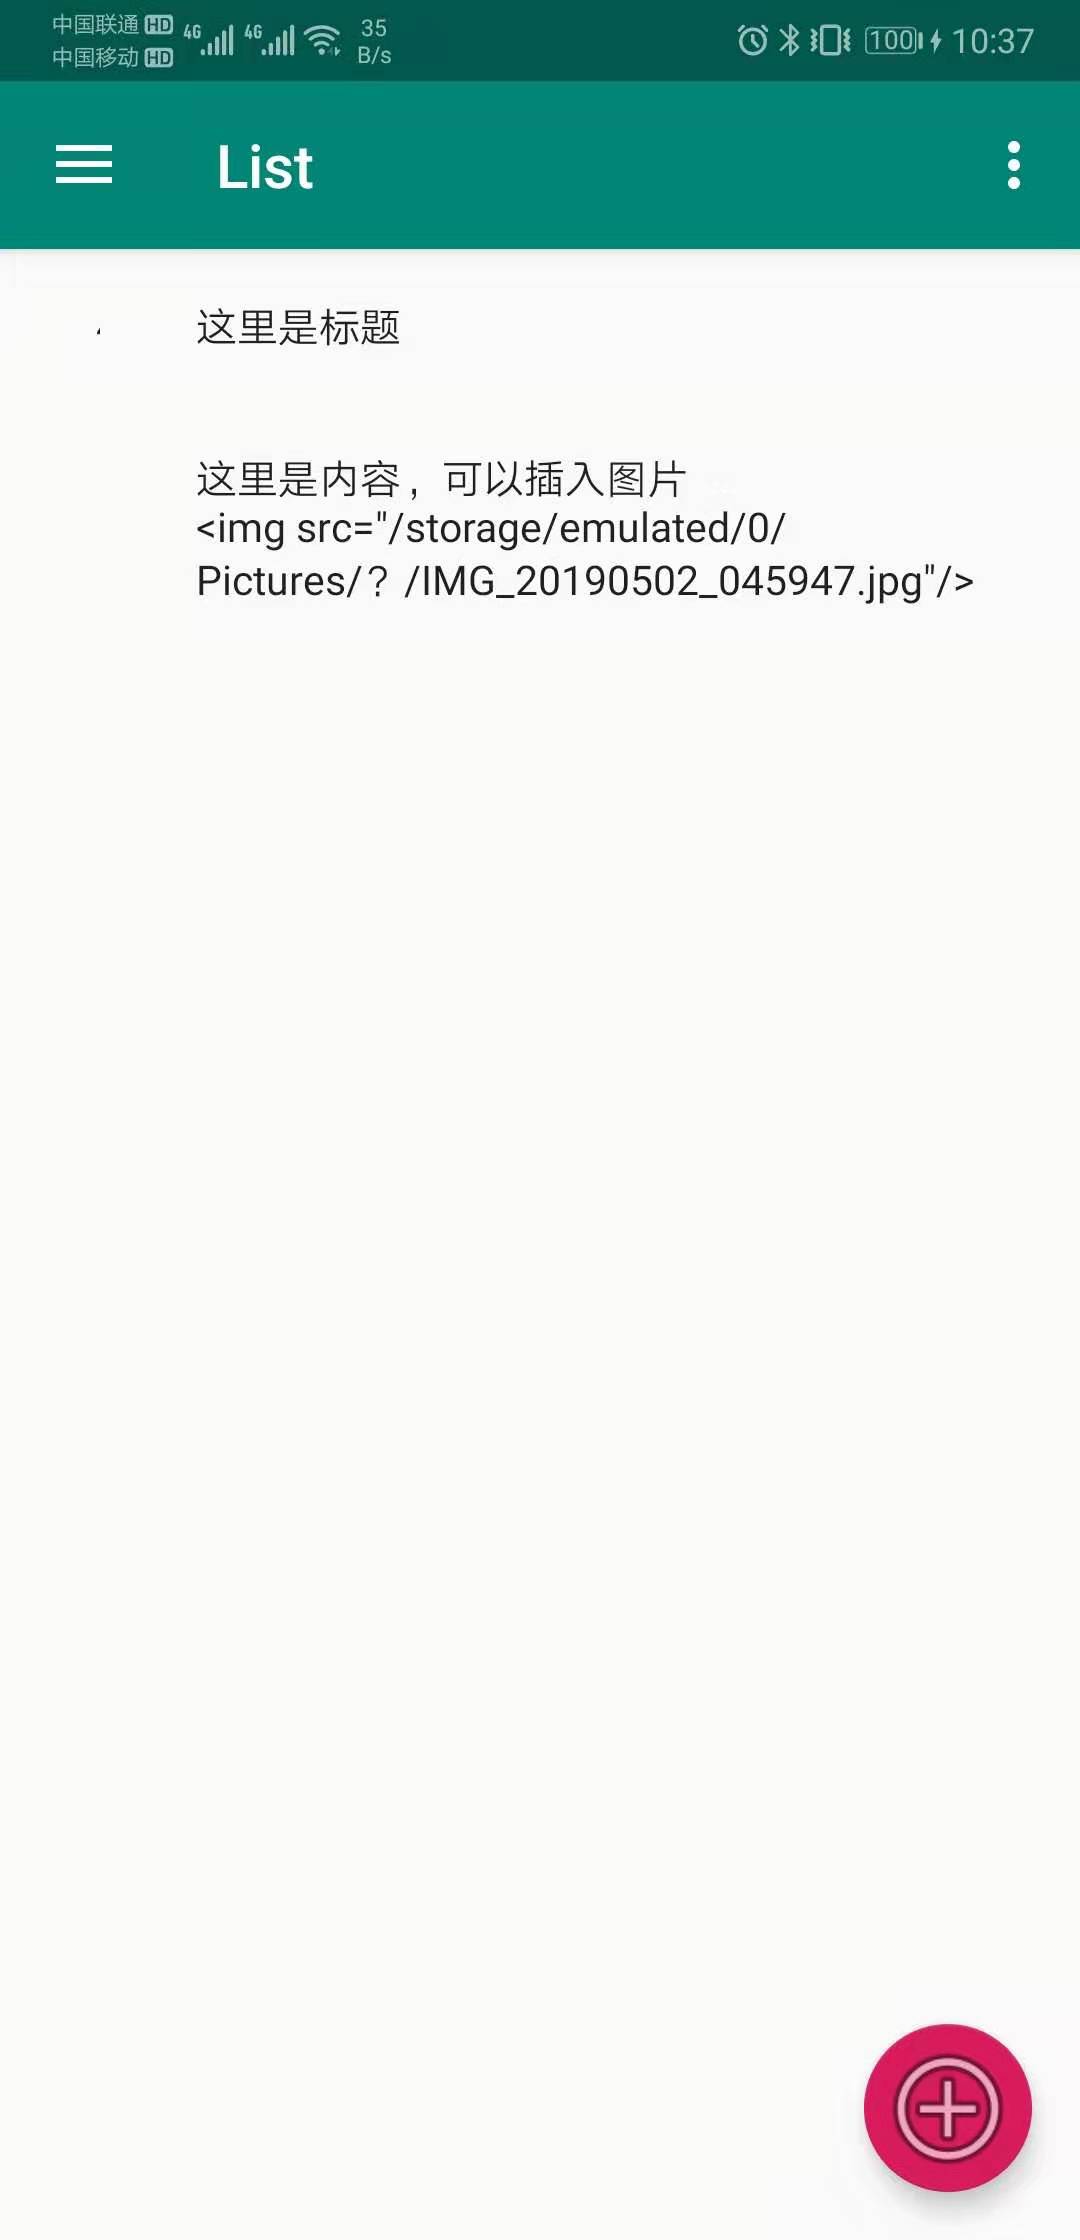 中国联通 HD 4G 4G 35 B/s 100 10:37
中国移动 HD
List
这里是标题
这里是内容，可以插入图片
<img src="/storage/emulated/0/
Pictures/？/IMG_20190502_045947.jpg"/>